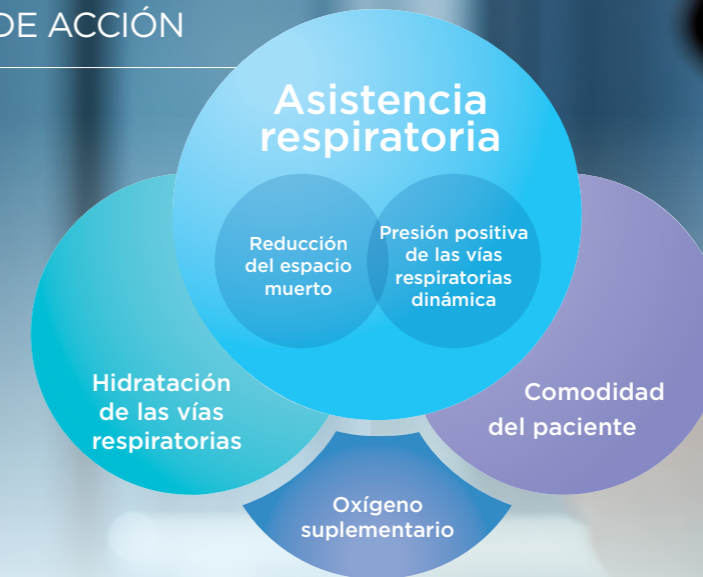 DE ACCIÓN
Asistencia
respiratoria
Reducción
del espacio
muerto
Presión positiva
de las vías
respiratorias
dinámica
Hidratación
de las vías
respiratorias
Comodidad
del paciente
Oxígeno
suplementario